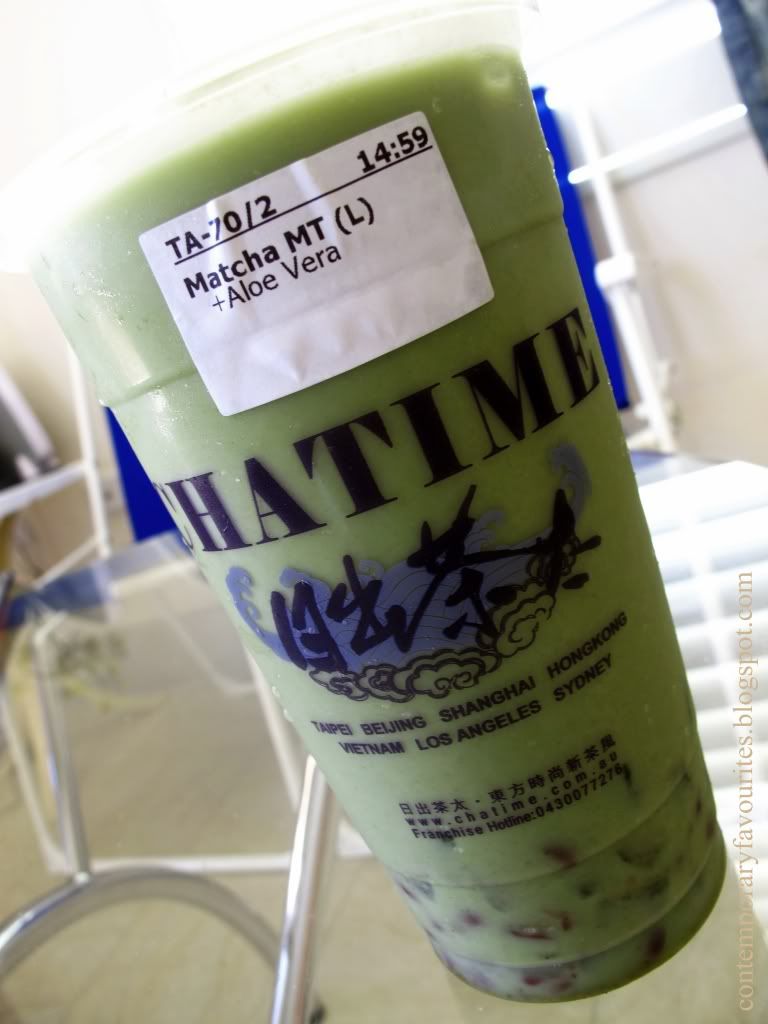 TA-70/2 14:59
Matcha MT (L)
+Aloe Vera
CHATIME
日出茶太
TAIPEI BEIJING SHANGHAI HONGKONG
VIETNAM LOS ANGELES SYDNEY
日出茶太·東方時尚新茶風
www.chatime.com.au
Franchise Hotline:0430077276
contemporaryfavourites.blogspot.com